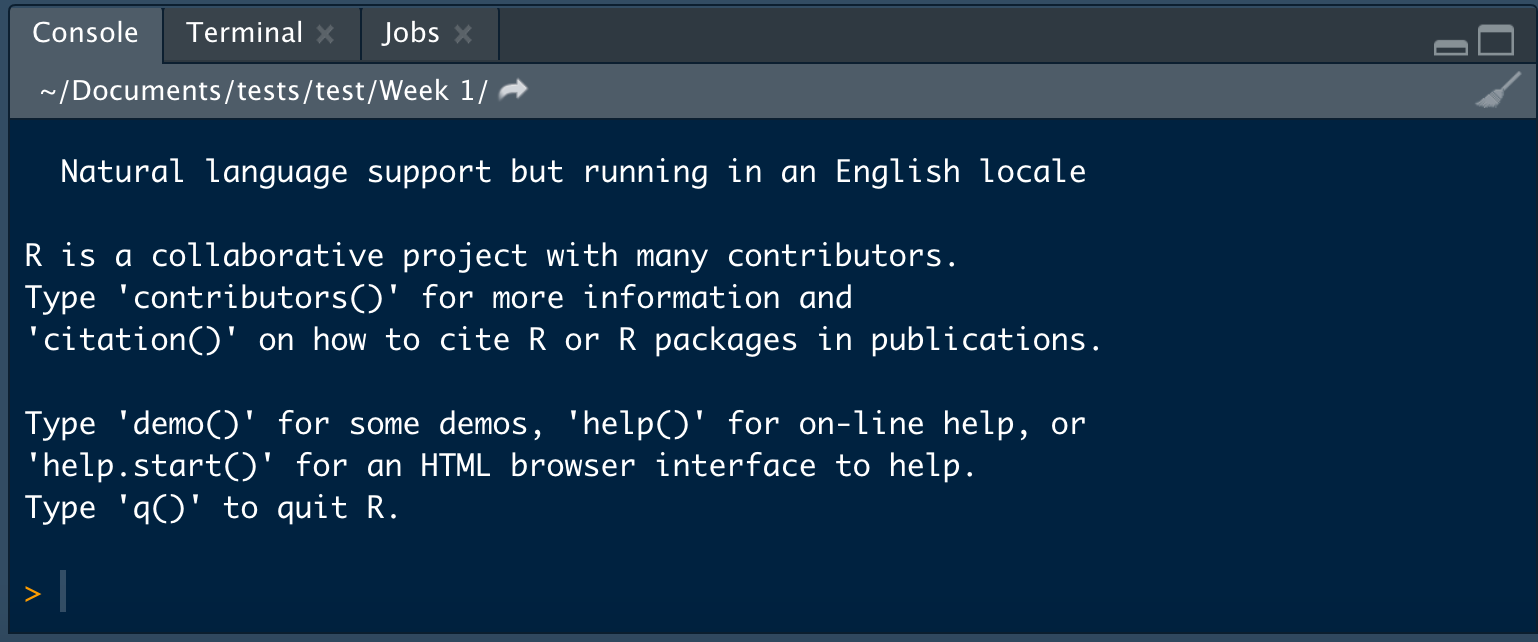 Console Terminal Jobs
~/Documents/tests/test/Week 1/
Natural language support but running in an English locale
R is a collaborative project with many contributors.
Type 'contributors()' for more information and
'citation()' on how to cite R or R packages in publications.
Type 'demo()' for some demos, 'help()' for on-line help, or
'help.start()' for an HTML browser interface to help.
Type 'q()' to quit R.
>